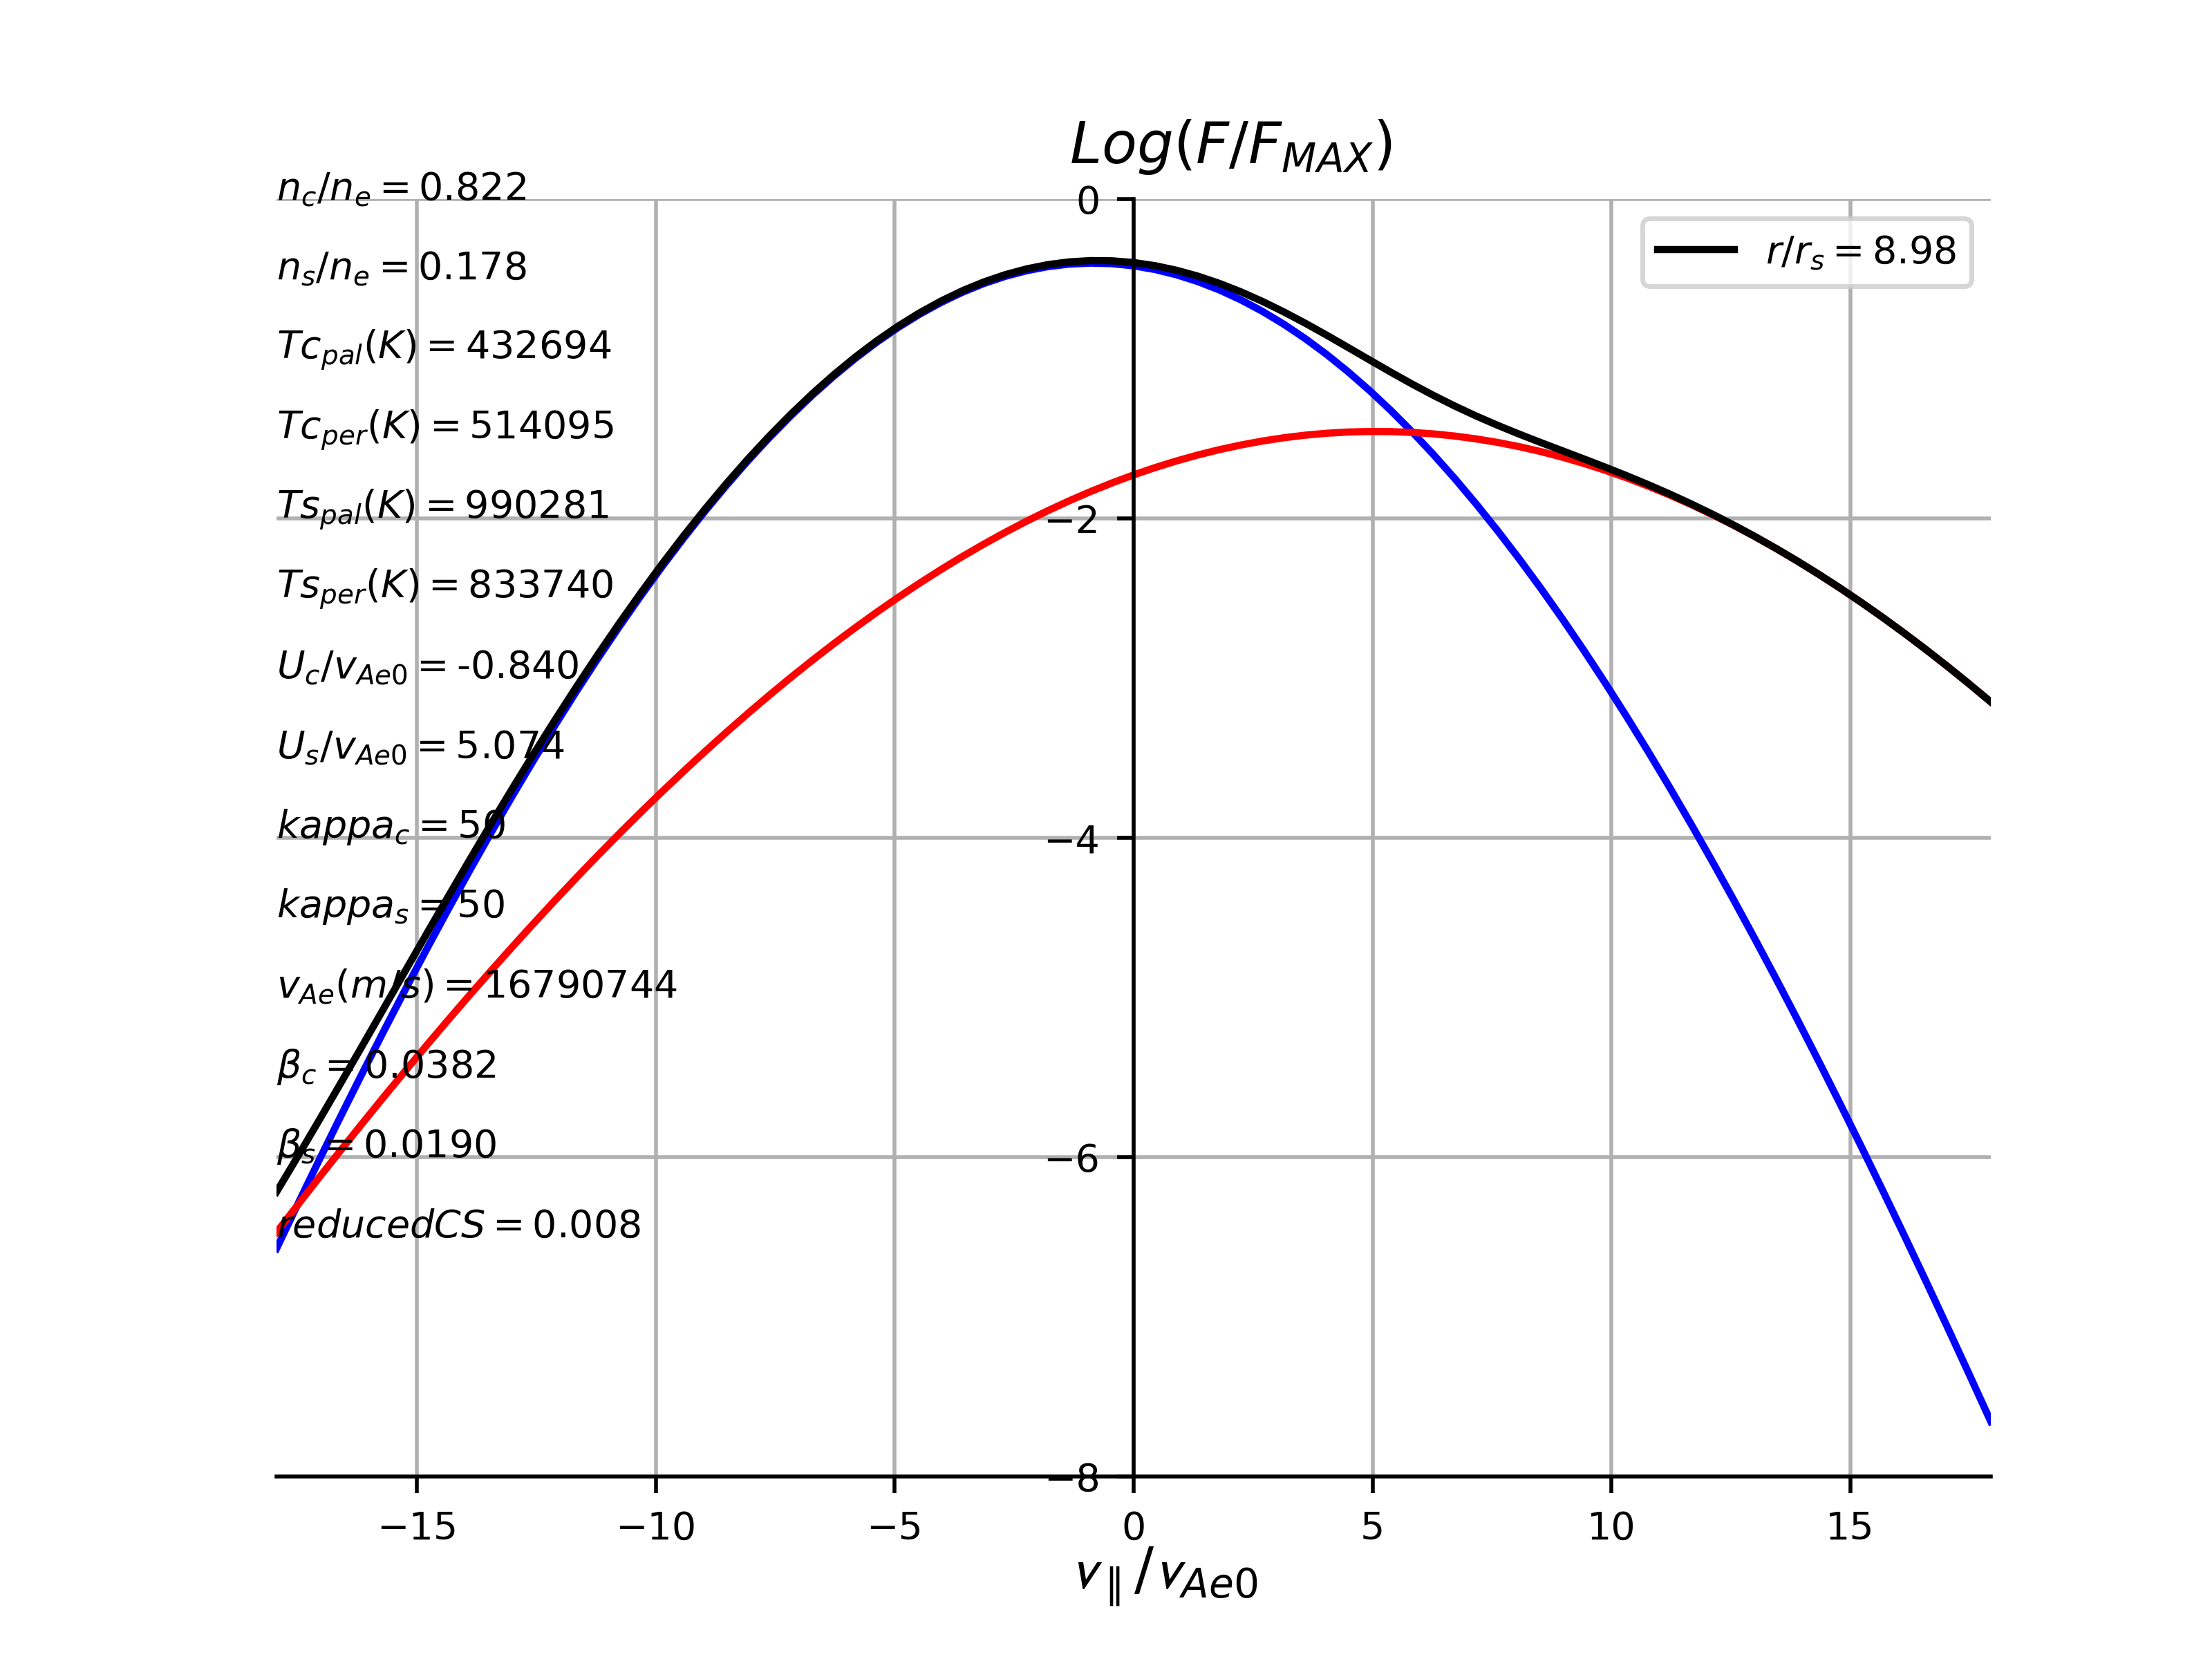 Log(F/F_MAX)
n_c/n_e = 0.822
n_s/n_e = 0.178
Tc_pal(K) = 432694
Tc_per(K) = 514095
Ts_pal(K) = 990281
Ts_per(K) = 833740
U_c/v_Ae0 = -0.840
U_s/v_Ae0 = 5.074
kappa_c = 50
kappa_s = 50
v_Ae(m/s) = 16790744
β_c = 0.0382
β_s = 0.0190
reducedCS = 0.008
r/r_s = 8.98
0
−2
−4
−6
−8
−15 −10 −5 0 5 10 15
v_∥/v_Ae0